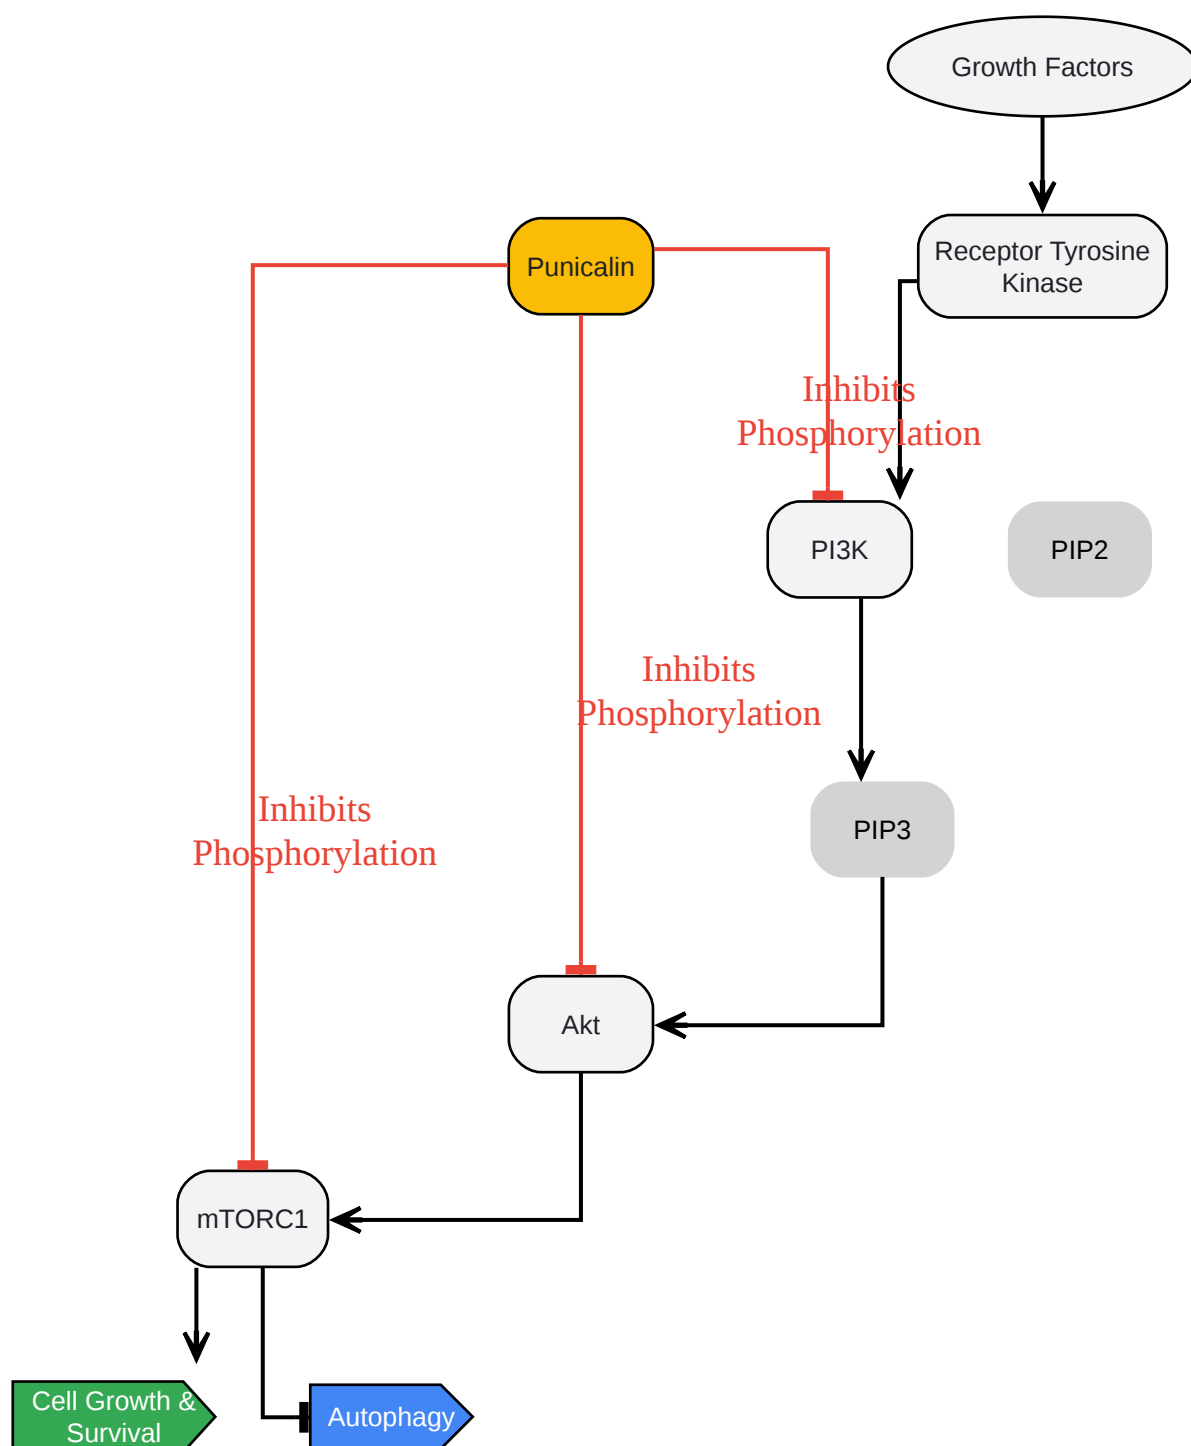 Growth Factors
Punicalin
Receptor Tyrosine
Kinase
Inhibits
Phosphorylation
PI3K
PIP2
Inhibits
Phosphorylation
Inhibits
Phosphorylation
PIP3
Akt
mTORC1
Cell Growth &
Survival
Autophagy